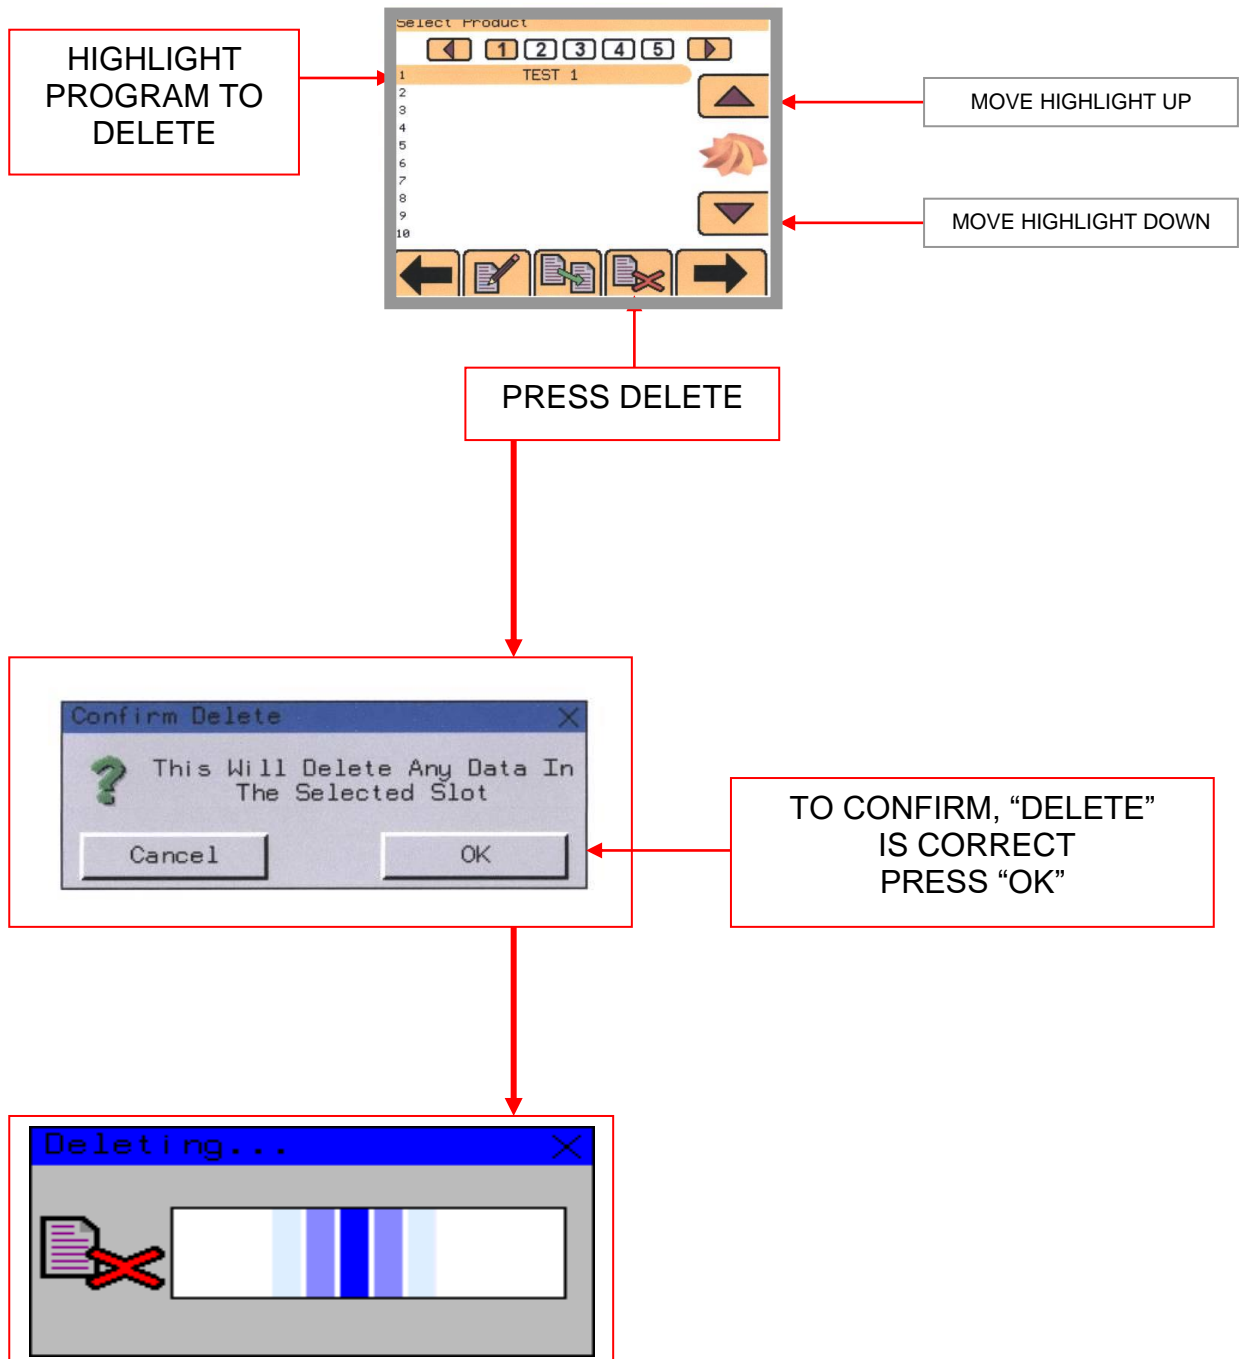 Select Product
1 2 3 4 5
HIGHLIGHT
PROGRAM TO
DELETE
1 TEST 1
2
3
4
5
6
7
8
9
10
MOVE HIGHLIGHT UP
MOVE HIGHLIGHT DOWN
PRESS DELETE
Confirm Delete
This Will Delete Any Data In
The Selected Slot
Cancel OK
TO CONFIRM, “DELETE”
IS CORRECT
PRESS “OK”
Deleting...